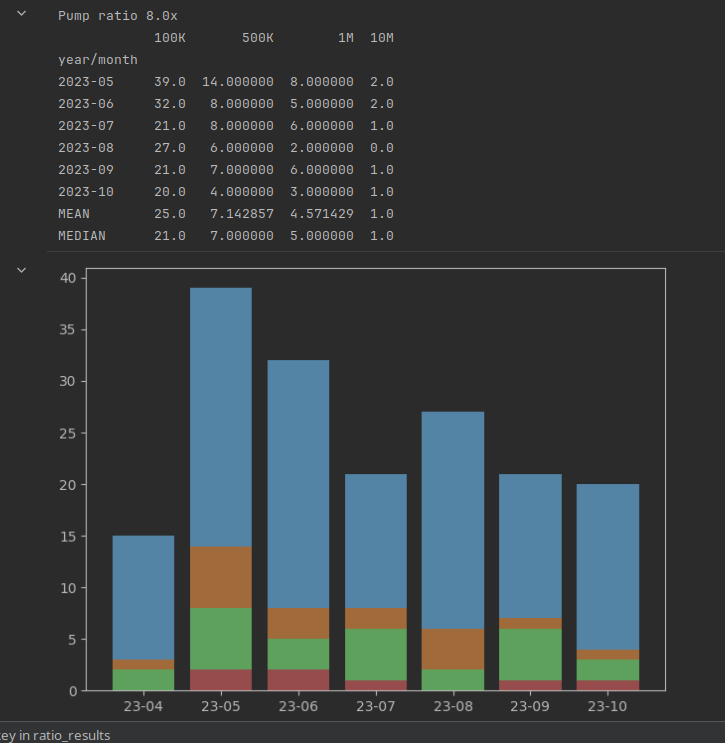 Pump ratio 8.0x
100K 500K 1M 10M
year/month
2023-05 39.0 14.000000 8.000000 2.0
2023-06 32.0 8.000000 5.000000 2.0
2023-07 21.0 8.000000 6.000000 1.0
2023-08 27.0 6.000000 2.000000 0.0
2023-09 21.0 7.000000 6.000000 1.0
2023-10 20.0 4.000000 3.000000 1.0
MEAN 25.0 7.142857 4.571429 1.0
MEDIAN 21.0 7.000000 5.000000 1.0
40
35
30
25
20
15
10
5
0
23-04 23-05 23-06 23-07 23-08 23-09 23-10
ey in ratio_results